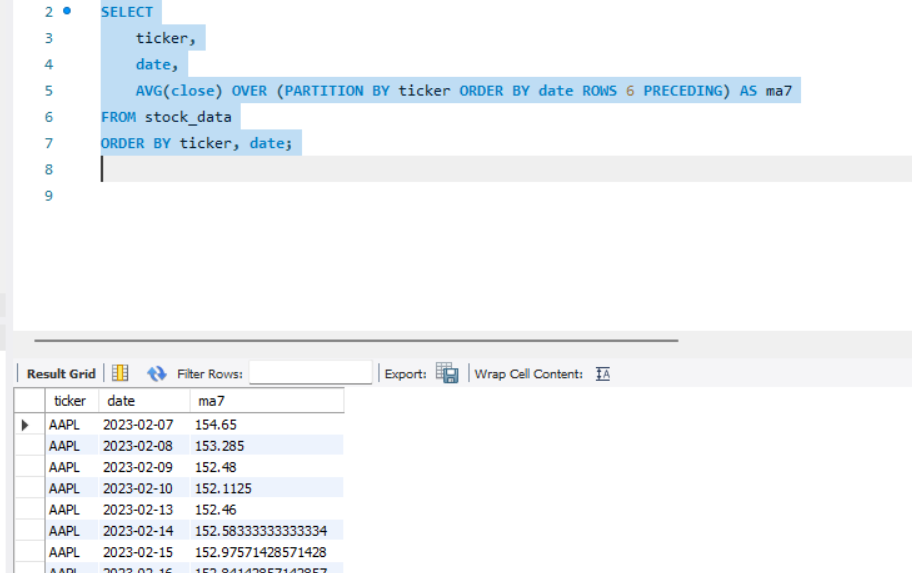 2 SELECT
3 ticker,
4 date,
5 AVG(close) OVER (PARTITION BY ticker ORDER BY date ROWS 6 PRECEDING) AS ma7
6 FROM stock_data
7 ORDER BY ticker, date;
8
9
Result Grid Filter Rows: Export: Wrap Cell Content: IA
ticker date ma7
AAPL 2023-02-07 154.65
AAPL 2023-02-08 153.285
AAPL 2023-02-09 152.48
AAPL 2023-02-10 152.1125
AAPL 2023-02-13 152.46
AAPL 2023-02-14 152.58333333333334
AAPL 2023-02-15 152.97571428571428
AAPL 2023-02-16 152.84142857142857